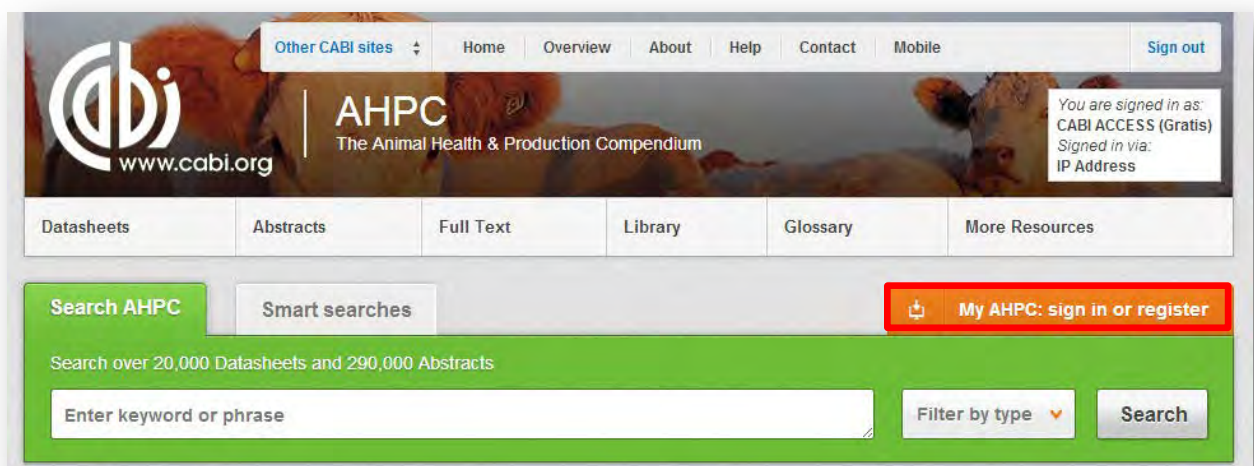 Other CABI sites Home Overview About Help Contact Mobile Sign out
cabi
www.cabi.org
AHPC
The Animal Health & Production Compendium
You are signed in as:
CABI ACCESS (Gratis)
Signed in via:
IP Address
Datasheets Abstracts Full Text Library Glossary More Resources
Search AHPC Smart searches My AHPC: sign in or register
Search over 20,000 Datasheets and 290,000 Abstracts
Enter keyword or phrase Filter by type Search